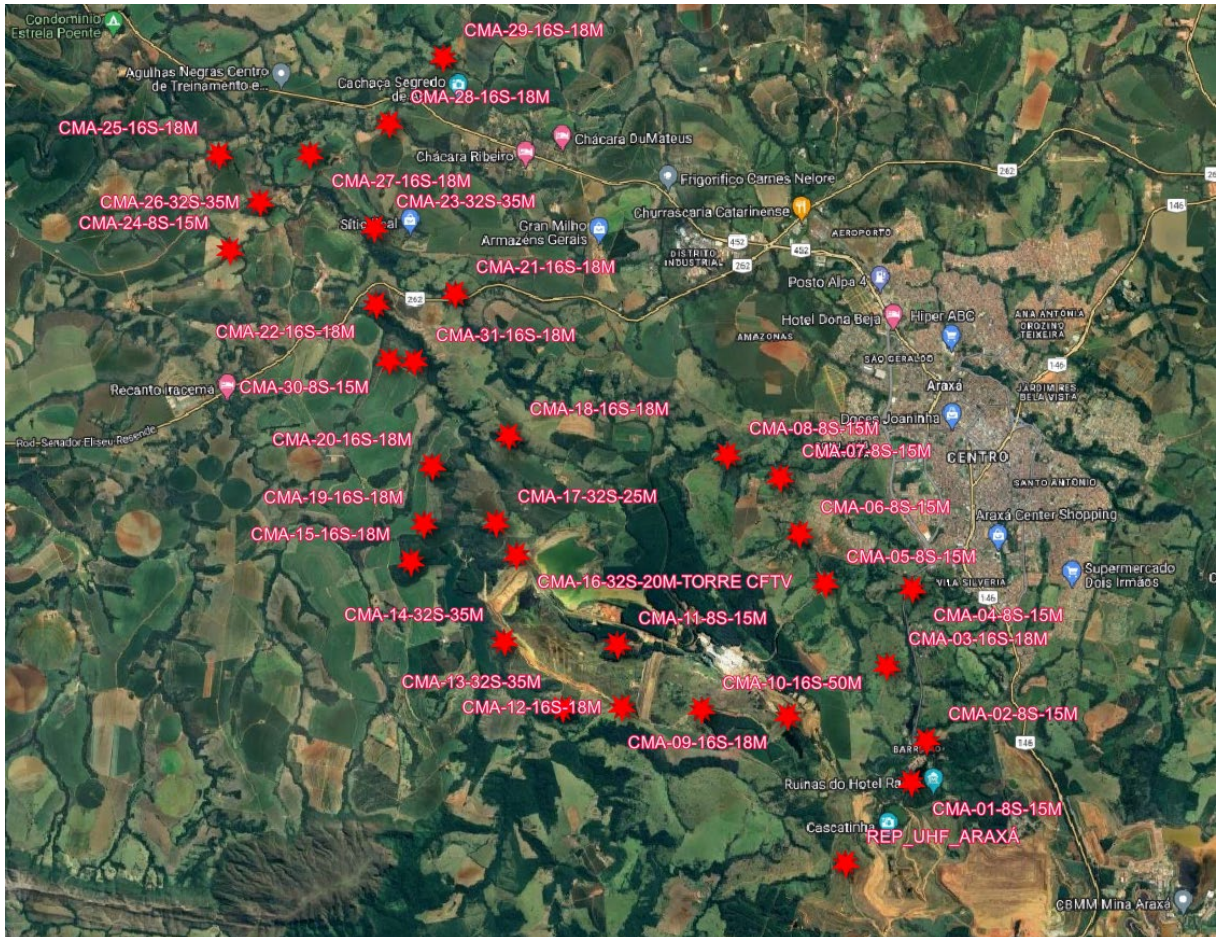 Condomínio
Estrela Poente
CMA-29-16S-18M
Agulhas Negras Centro
de Treinamento e...
Cachaça Segredo
de
CMA-28-16S-18M
CMA-25-16S-18M
Chácara DuMateus
Chácara Ribeiro
262
262
CMA-27-16S-18M
Frigorífico Carnes Nelore
146
CMA-26-32S-35M
CMA-23-32S-35M
CMA-24-8S-15M
Sítio
Gran Milho
Armazéns Gerais
Churrascaria Catarinense
AEROPORTO
452
452
DISTRITO
INDUSTRIAL
262
CMA-21-16S-18M
Posto Alpa 4
262
CMA-22-16S-18M
CMA-31-16S-18M
Hotel Dona Beja
Hiper ABC
ANA ANTÔNIA
OROZINO
TEIXEIRA
AMAZONAS
SÃO GERALDO
146
Recanto Iracema
CMA-30-8S-15M
Araxá
JARDIM RES.
BELA VISTA
CMA-18-16S-18M
Doces Joaninha
Rod. Senador Eliseu Resende
CMA-20-16S-18M
CMA-08-8S-15M
CMA-07-8S-15M
CENTRO
SANTO ANTÔNIO
CMA-19-16S-18M
CMA-17-32S-25M
CMA-06-8S-15M
Araxá Center Shopping
CMA-15-16S-18M
CMA-05-8S-15M
CMA-16-32S-20M-TORRE CFTV
VILA SILVÉRIA
Supermercado
Dois Irmãos
146
CMA-14-32S-35M
CMA-11-8S-15M
CMA-04-8S-15M
CMA-03-16S-18M
CMA-13-32S-35M
CMA-10-16S-50M
CMA-12-16S-18M
CMA-02-8S-15M
CMA-09-16S-18M
146
Ruínas do Hotel Rá
CMA-01-8S-15M
Cascatinha
REP_UHF_ARAXÁ
CBMM Mina Araxá